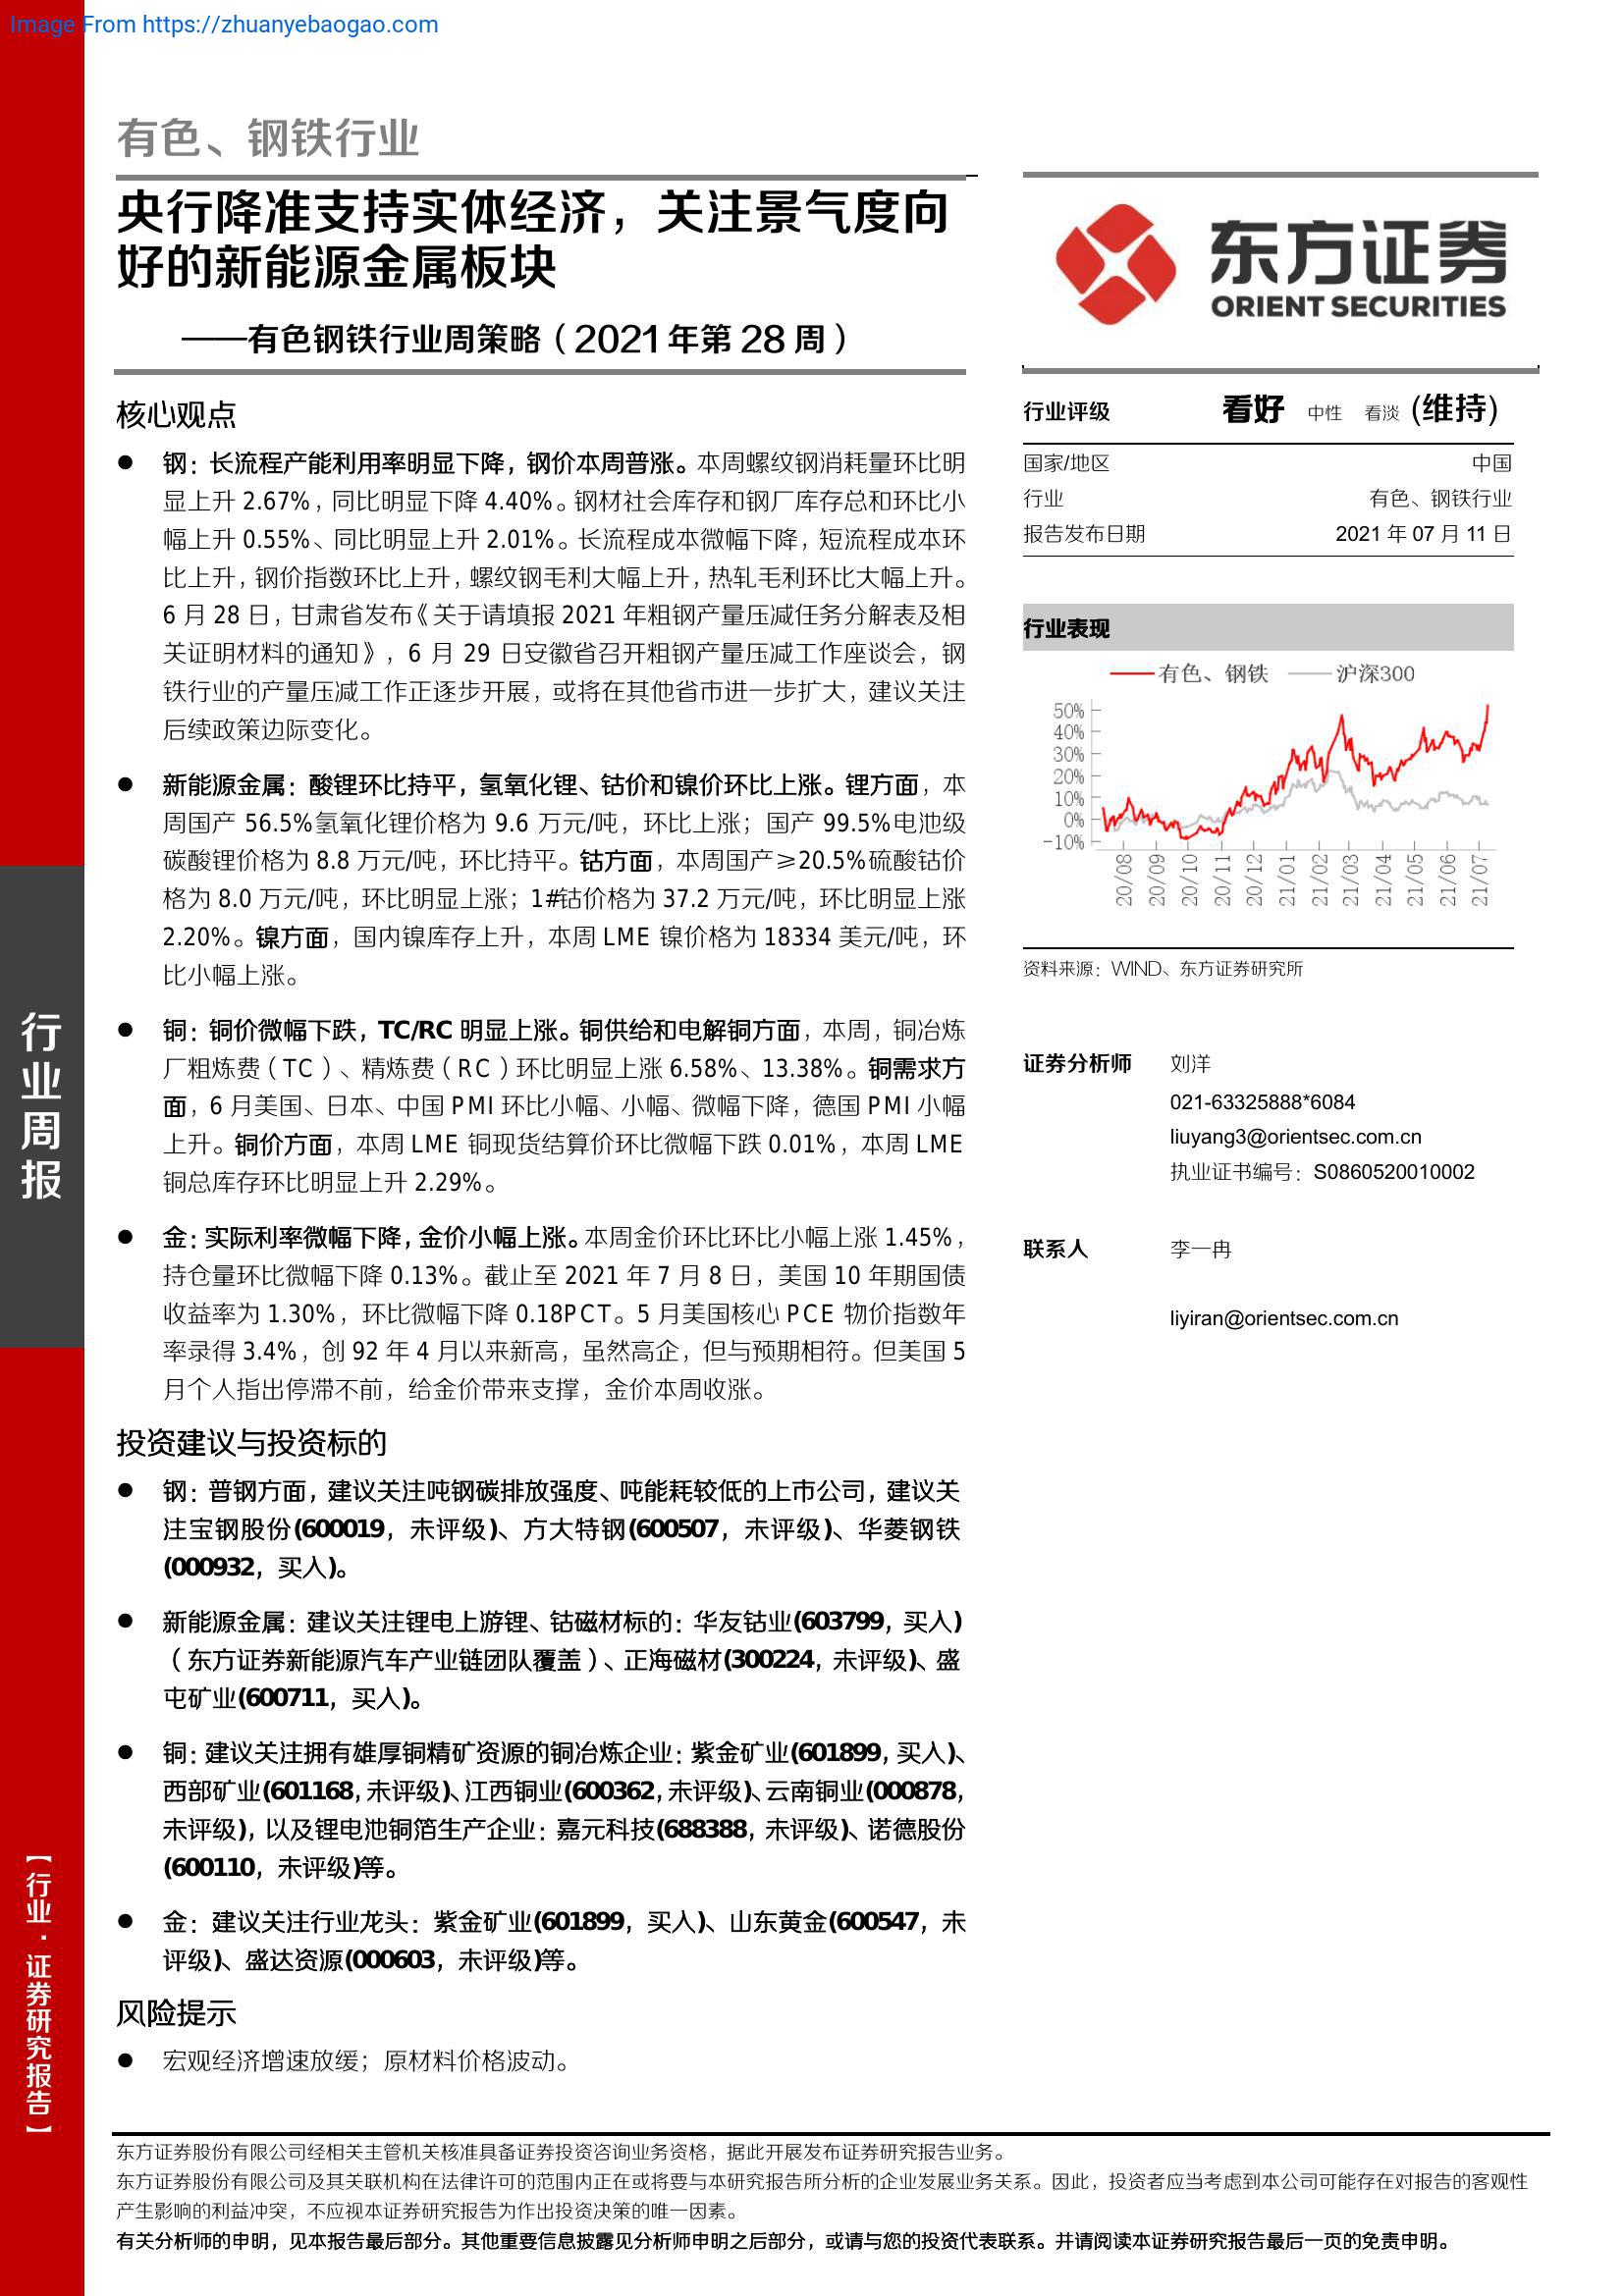 Image From https://zhuanyebaogao.com
有色、钢铁行业
央行降准支持实体经济，关注景气度向
好的新能源金属板块
——有色钢铁行业周策略（2021年第 28 周）
核心观点
● 钢：长流程产能利用率明显下降，钢价本周普涨。本周螺纹钢消耗量环比明
显上升 2.67%，同比明显下降 4.40%。钢材社会库存和钢厂库存总和环比小
幅上升 0.55%、同比明显上升 2.01%。长流程成本微幅下降，短流程成本环
比上升，钢价指数环比上升，螺纹钢毛利大幅上升，热轧毛利环比大幅上升。
6 月 28 日，甘肃省发布《关于请填报 2021 年粗钢产量压减任务分解表及相
关证明材料的通知》，6 月 29 日安徽省召开粗钢产量压减工作座谈会，钢
铁行业的产量压减工作正逐步开展，或将在其他省市进一步扩大，建议关注
后续政策边际变化。
● 新能源金属：酸锂环比持平，氢氧化锂、钴价和镍价环比上涨。锂方面，本
周国产 56.5%氢氧化锂价格为 9.6 万元/吨，环比上涨；国产 99.5%电池级
碳酸锂价格为 8.8 万元/吨，环比持平。钴方面，本周国产≥20.5%硫酸钴价
格为 8.0 万元/吨，环比明显上涨；1#钴价格为 37.2 万元/吨，环比明显上涨
2.20%。镍方面，国内镍库存上升，本周 LME 镍价格为 18334 美元/吨，环
比小幅上涨。
● 铜：铜价微幅下跌，TC/RC 明显上涨。铜供给和电解铜方面，本周，铜冶炼
厂粗炼费（TC）、精炼费（RC）环比明显上涨 6.58%、13.38%。铜需求方
面，6 月美国、日本、中国 PMI 环比小幅、小幅、微幅下降，德国 PMI 小幅
上升。铜价方面，本周 LME 铜现货结算价环比微幅下跌 0.01%，本周 LME
铜总库存环比明显上升 2.29%。
● 金：实际利率微幅下降，金价小幅上涨。本周金价环比环比小幅上涨 1.45%，
持仓量环比微幅下降 0.13%。截止至 2021 年 7 月 8 日，美国 10 年期国债
收益率为 1.30%，环比微幅下降 0.18PCT。5 月美国核心 PCE 物价指数年
率录得 3.4%，创 92 年 4 月以来新高，虽然高企，但与预期相符。但美国 5
月个人指出停滞不前，给金价带来支撑，金价本周收涨。
投资建议与投资标的
● 钢：普钢方面，建议关注吨钢碳排放强度、吨能耗较低的上市公司，建议关
注宝钢股份(600019，未评级)、方大特钢(600507，未评级)、华菱钢铁
(000932，买入)。
● 新能源金属：建议关注锂电上游锂、钴磁材标的：华友钴业(603799，买入)
（东方证券新能源汽车产业链团队覆盖）、正海磁材(300224，未评级)、盛
屯矿业(600711，买入)。
● 铜：建议关注拥有雄厚铜精矿资源的铜冶炼企业：紫金矿业(601899，买入)、
西部矿业(601168，未评级)、江西铜业(600362，未评级)、云南铜业(000878，
未评级)，以及锂电池铜箔生产企业：嘉元科技(688388，未评级)、诺德股份
(600110，未评级)等。
● 金：建议关注行业龙头：紫金矿业(601899，买入)、山东黄金(600547，未
评级)、盛达资源(000603，未评级)等。
风险提示
● 宏观经济增速放缓；原材料价格波动。
东方证券
ORIENT SECURITIES
行业评级 看好 中性 看淡 (维持)
国家/地区 中国
行业 有色、钢铁行业
报告发布日期 2021 年 07 月 11 日
行业表现
有色、钢铁 沪深300
50%
40%
30%
20%
10%
0%
-10%
20/08 20/09 20/10 20/11 20/12 21/01 21/02 21/03 21/04 21/05 21/06 21/07
资料来源：WIND、东方证券研究所
证券分析师 刘洋
021-63325888*6084
liuyang3@orientsec.com.cn
执业证书编号：S0860520010002
联系人 李一冉
liyiran@orientsec.com.cn
行业周报
【行业·证券研究报告】
东方证券股份有限公司经相关主管机关核准具备证券投资咨询业务资格，据此开展发布证券研究报告业务。
东方证券股份有限公司及其关联机构在法律许可的范围内正在或将要与本研究报告所分析的企业发展业务关系。因此，投资者应当考虑到本公司可能存在对报告的客观性
产生影响的利益冲突，不应视本证券研究报告为作出投资决策的唯一因素。
有关分析师的申明，见本报告最后部分。其他重要信息披露见分析师申明之后部分，或请与您的投资代表联系。并请阅读本证券研究报告最后一页的免责申明。